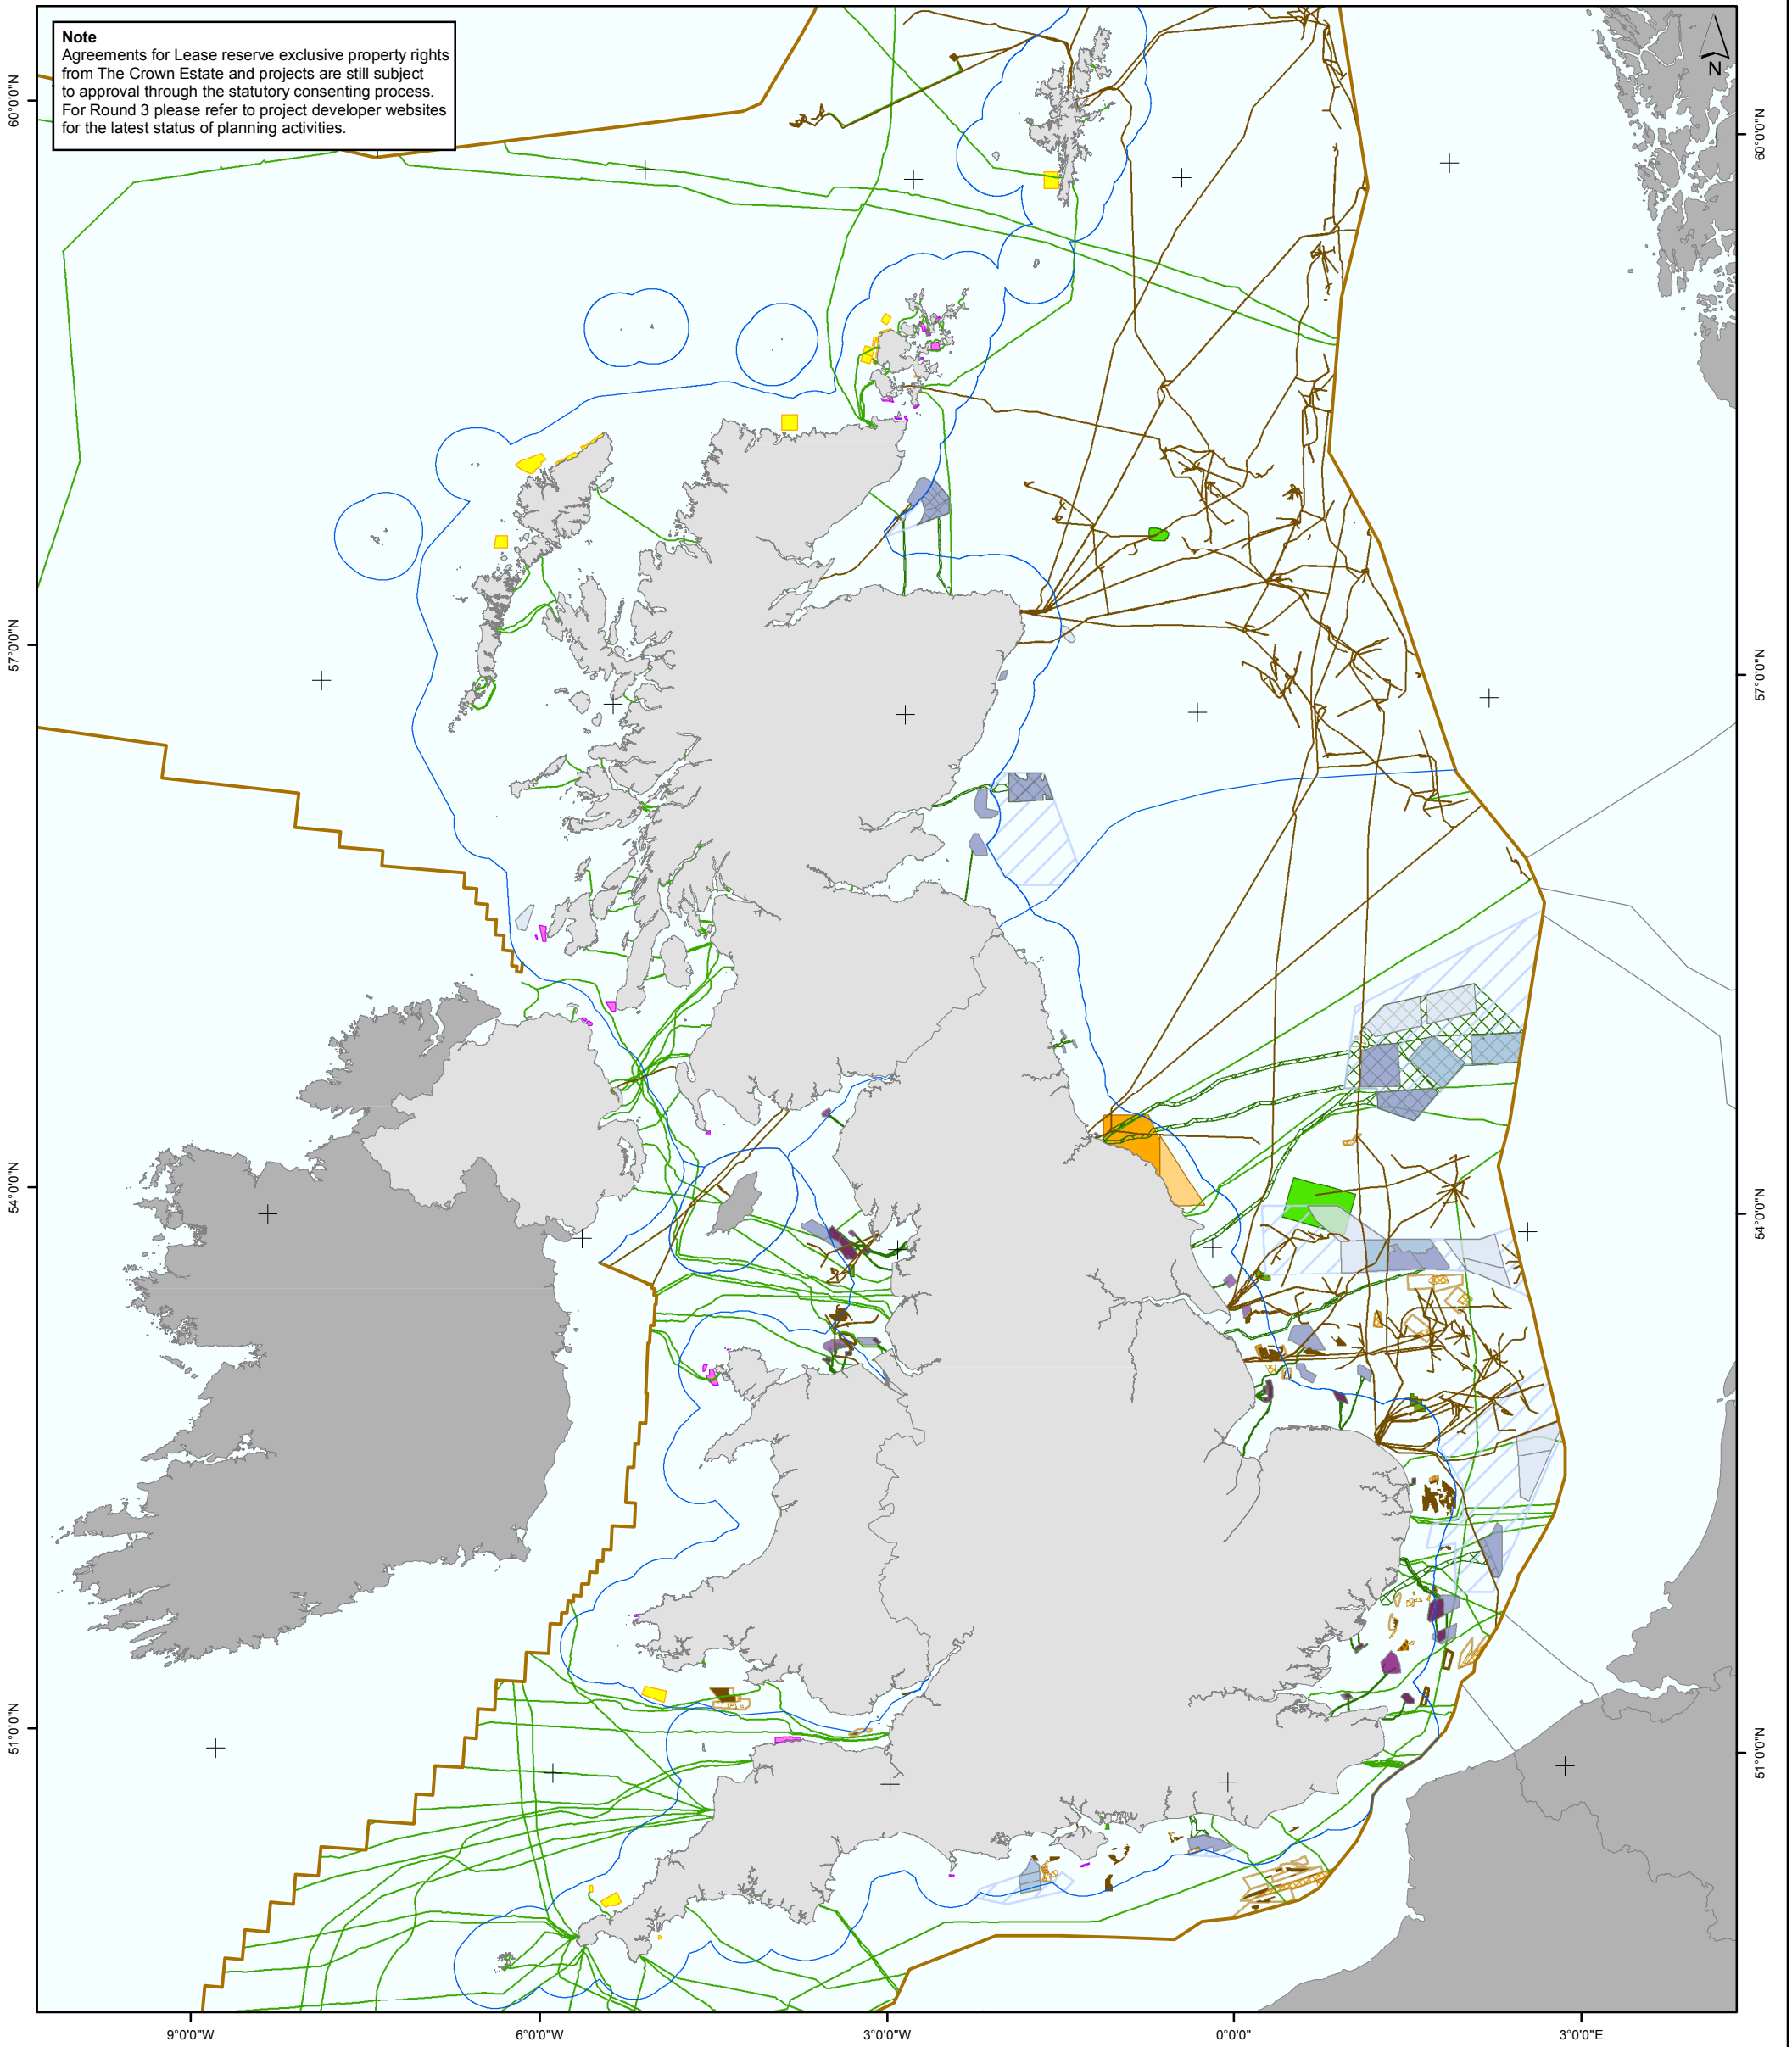 Note
Agreements for Lease reserve exclusive property rights
from The Crown Estate and projects are still subject
to approval through the statutory consenting process.
For Round 3 please refer to project developer websites
for the latest status of planning activities.
N
60°0'0"N
60°0'0"N
57°0'0"N
57°0'0"N
54°0'0"N
54°0'0"N
51°0'0"N
51°0'0"N
9°0'0"W
6°0'0"W
3°0'0"W
0°0'0"
3°0'0"E